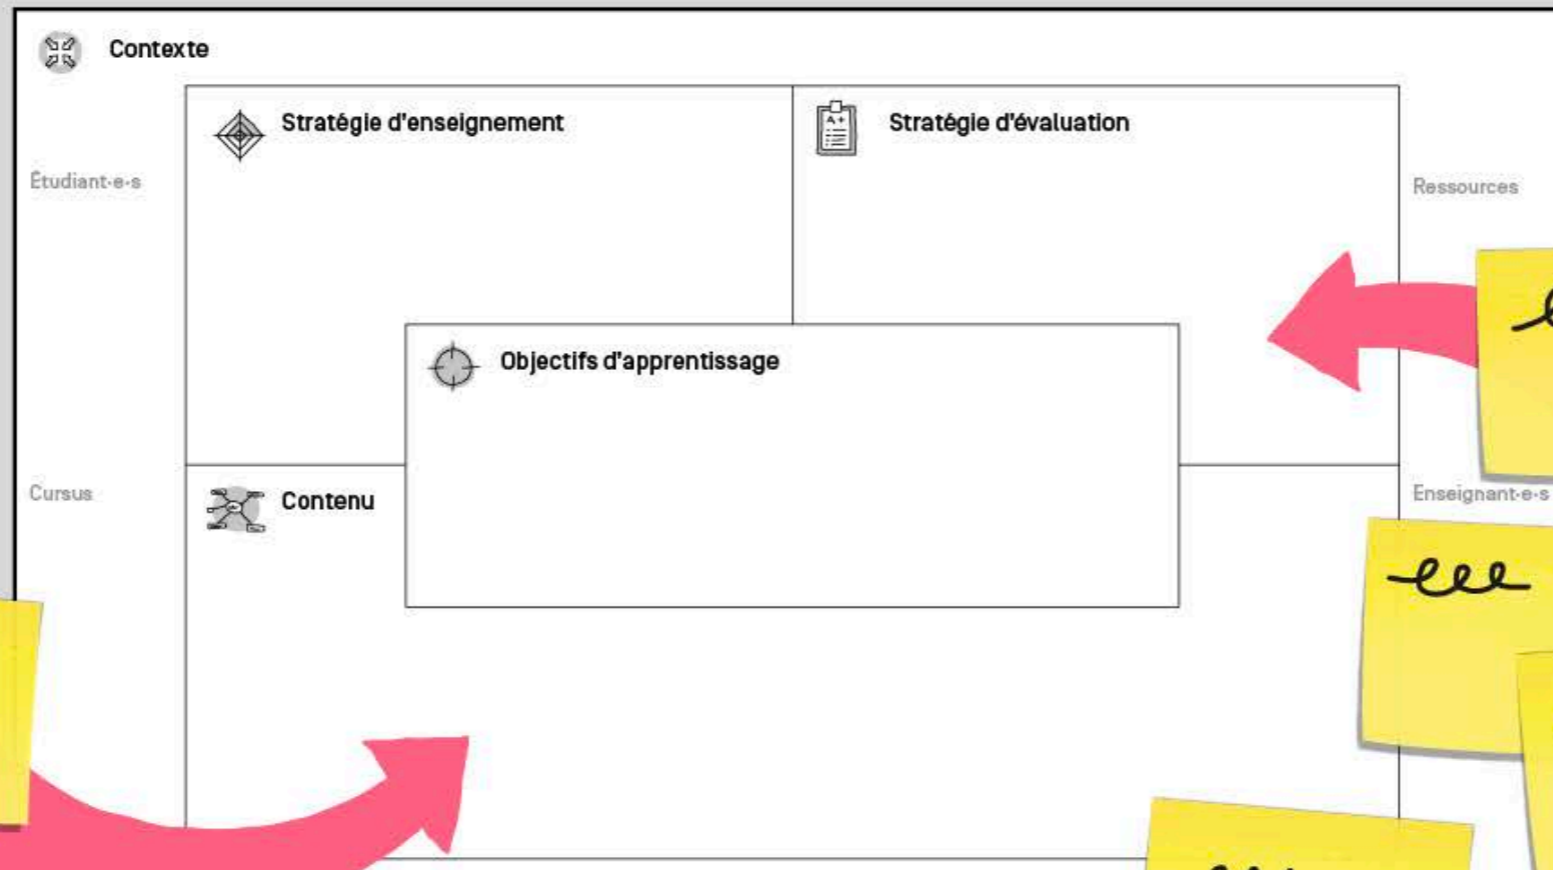 Contexte
Stratégie d'enseignement
A+
Stratégie d'évaluation
Étudiant·e·s
Ressources
Objectifs d'apprentissage
Cursus
Contenu
Enseignant·e·s